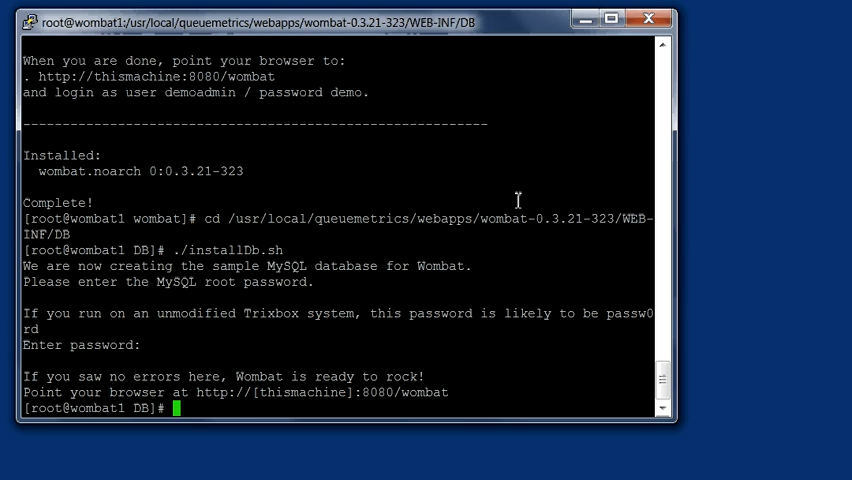 root@wombat1:/usr/local/queuemetrics/webapps/wombat-0.3.21-323/WEB-INF/DB
When you are done, point your browser to:
. http://thismachine:8080/wombat
and login as user demoadmin / password demo.
------------------------------------------------------------
Installed:
wombat.noarch 0:0.3.21-323
Complete!
[root@wombat1 wombat]# cd /usr/local/queuemetrics/webapps/wombat-0.3.21-323/WEB-
INF/DB
[root@wombat1 DB]# ./installDb.sh
We are now creating the sample MySQL database for Wombat.
Please enter the MySQL root password.
If you run on an unmodified Trixbox system, this password is likely to be passw0
rd
Enter password:
If you saw no errors here, Wombat is ready to rock!
Point your browser at http://[thismachine]:8080/wombat
[root@wombat1 DB]#